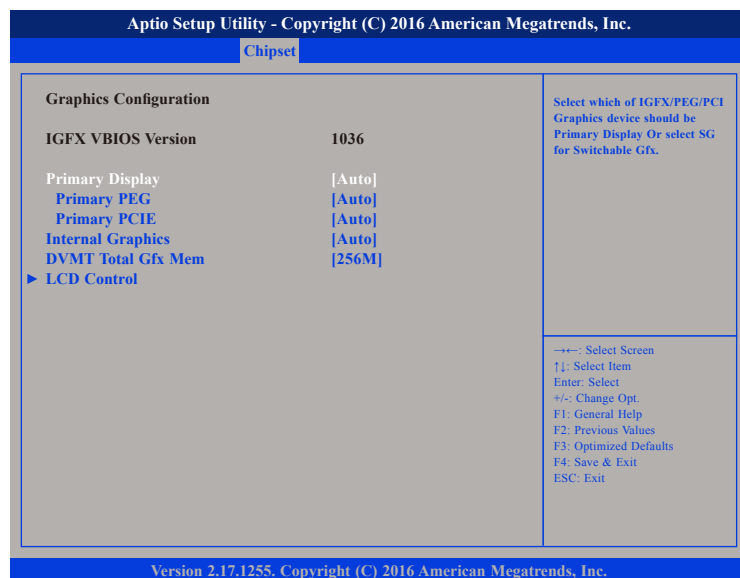 Aptio Setup Utility - Copyright (C) 2016 American Megatrends, Inc.
Chipset
Graphics Configuration
IGFX VBIOS Version 1036
Primary Display [Auto]
Primary PEG [Auto]
Primary PCIE [Auto]
Internal Graphics [Auto]
DVMT Total Gfx Mem [256M]
► LCD Control
Select which of IGFX/PEG/PCI
Graphics device should be
Primary Display Or select SG
for Switchable Gfx.
→←: Select Screen
↑↓: Select Item
Enter: Select
+/-: Change Opt.
F1: General Help
F2: Previous Values
F3: Optimized Defaults
F4: Save & Exit
ESC: Exit
Version 2.17.1255. Copyright (C) 2016 American Megatrends, Inc.